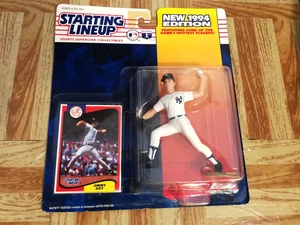 STARTING
LINEUP
SPORTS SUPERSTAR COLLECTIBLES
NEW 1994
EDITION
FEATURING SOME OF THE
GAME'S HOTTEST PLAYERS!
JIMMY
KEY